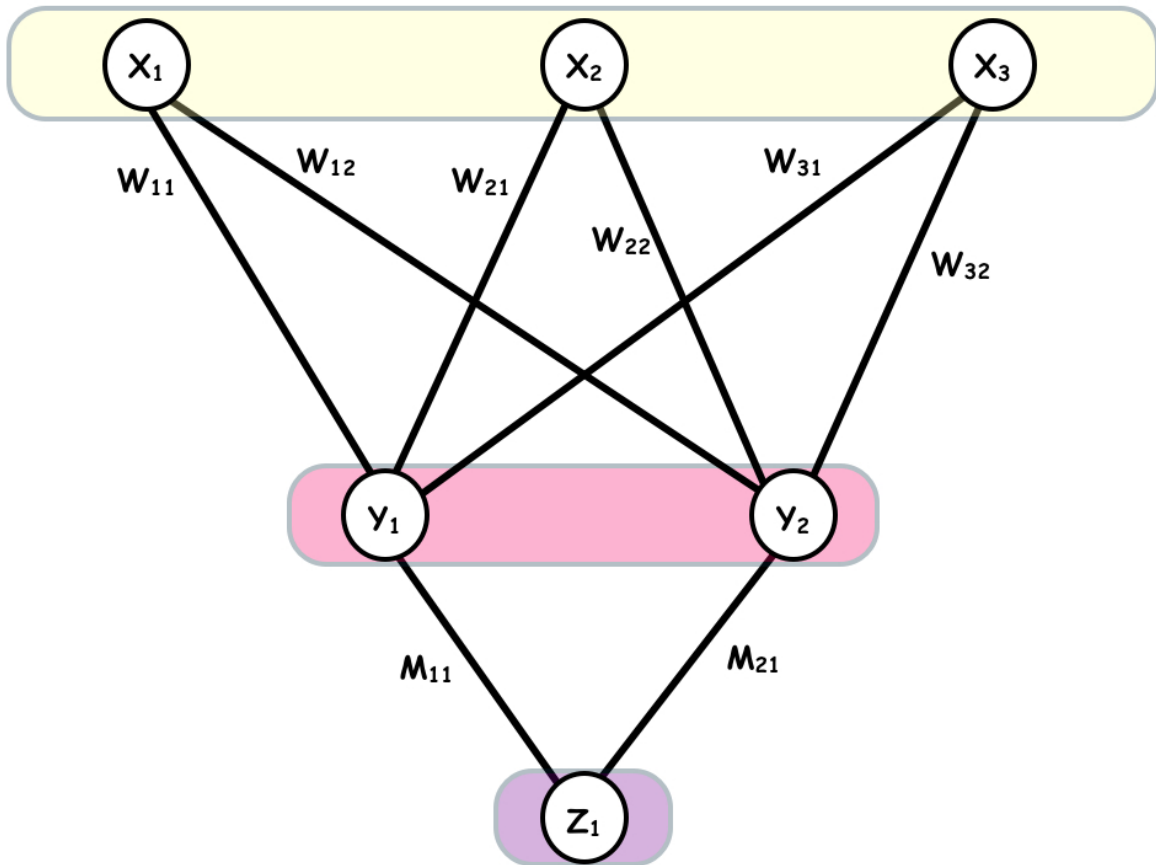 X₁ X₂ X₃
W₁₁ W₁₂ W₂₁ W₂₂ W₃₁ W₃₂
Y₁ Y₂
M₁₁ M₂₁
Z₁